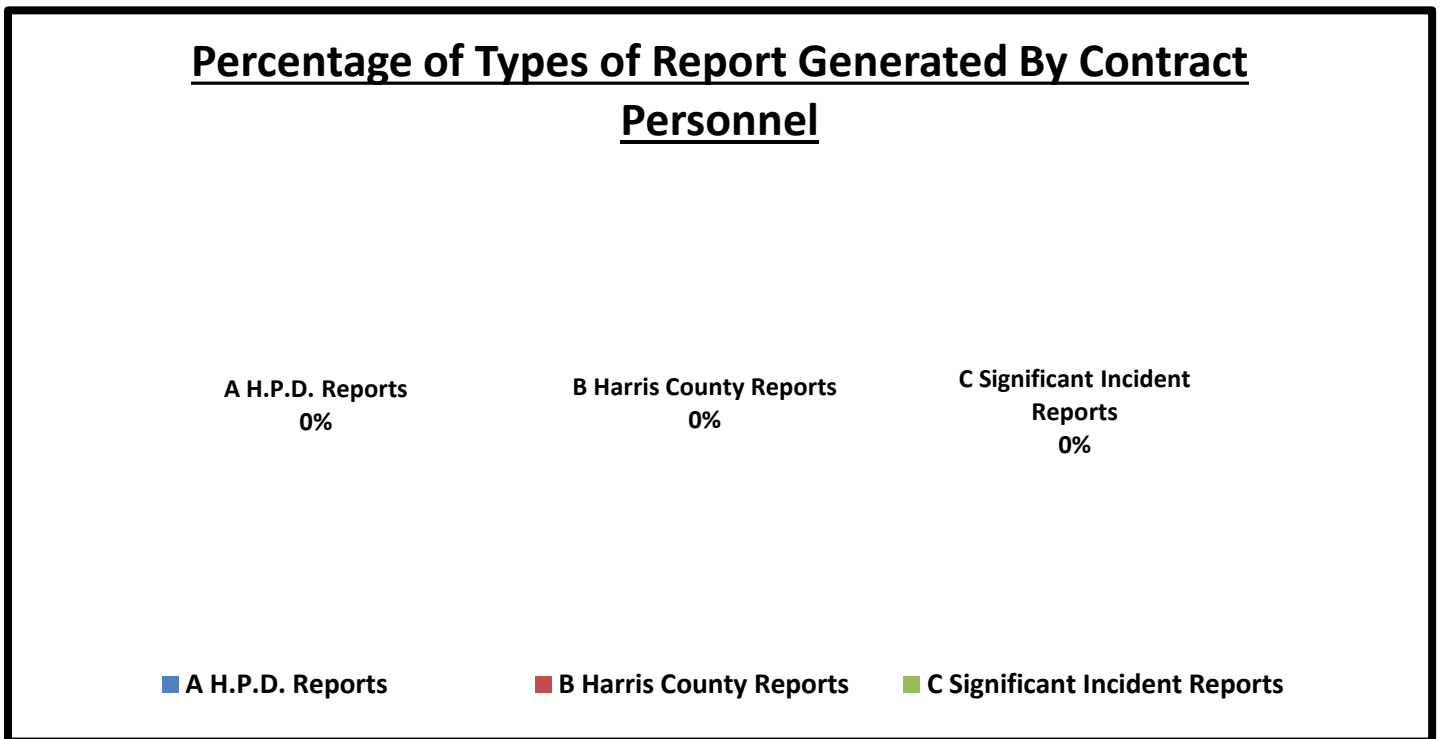 Percentage of Types of Report Generated By Contract
Personnel
A H.P.D. Reports
0%
B Harris County Reports
0%
C Significant Incident
Reports
0%
A H.P.D. Reports
B Harris County Reports
C Significant Incident Reports